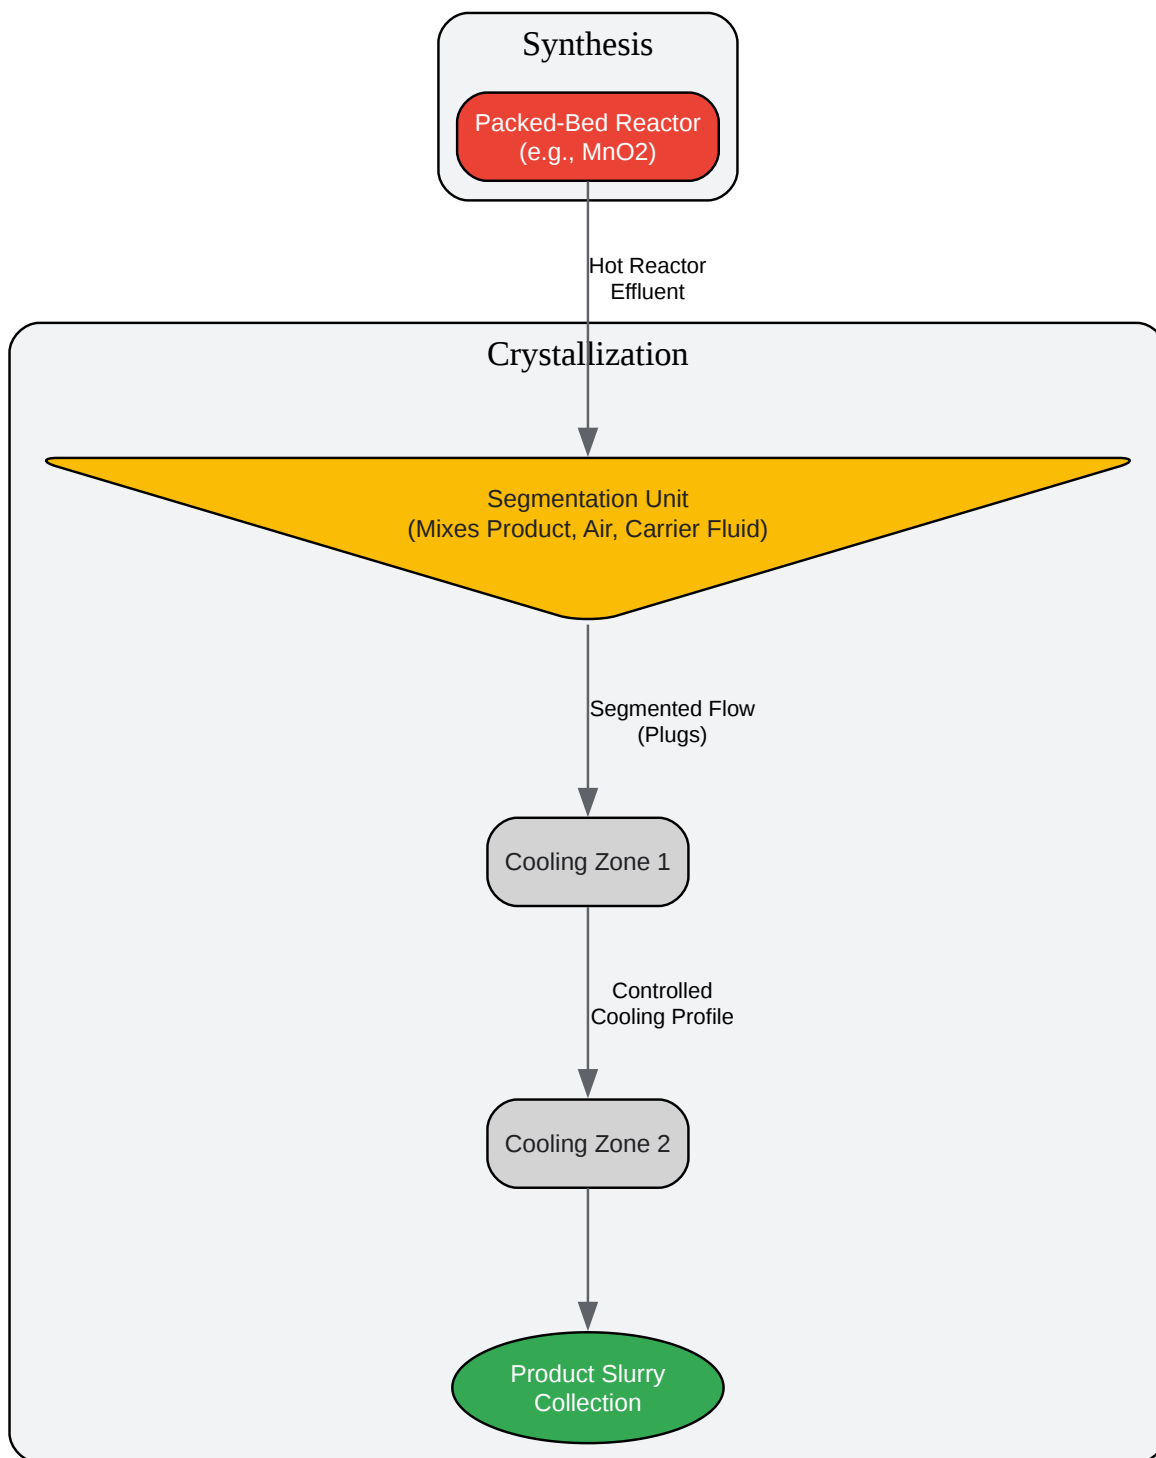 Synthesis
Packed-Bed Reactor
(e.g., MnO2)
Hot Reactor
Effluent
Crystallization
Segmentation Unit
(Mixes Product, Air, Carrier Fluid)
Segmented Flow
(Plugs)
Cooling Zone 1
Controlled
Cooling Profile
Cooling Zone 2
Product Slurry
Collection